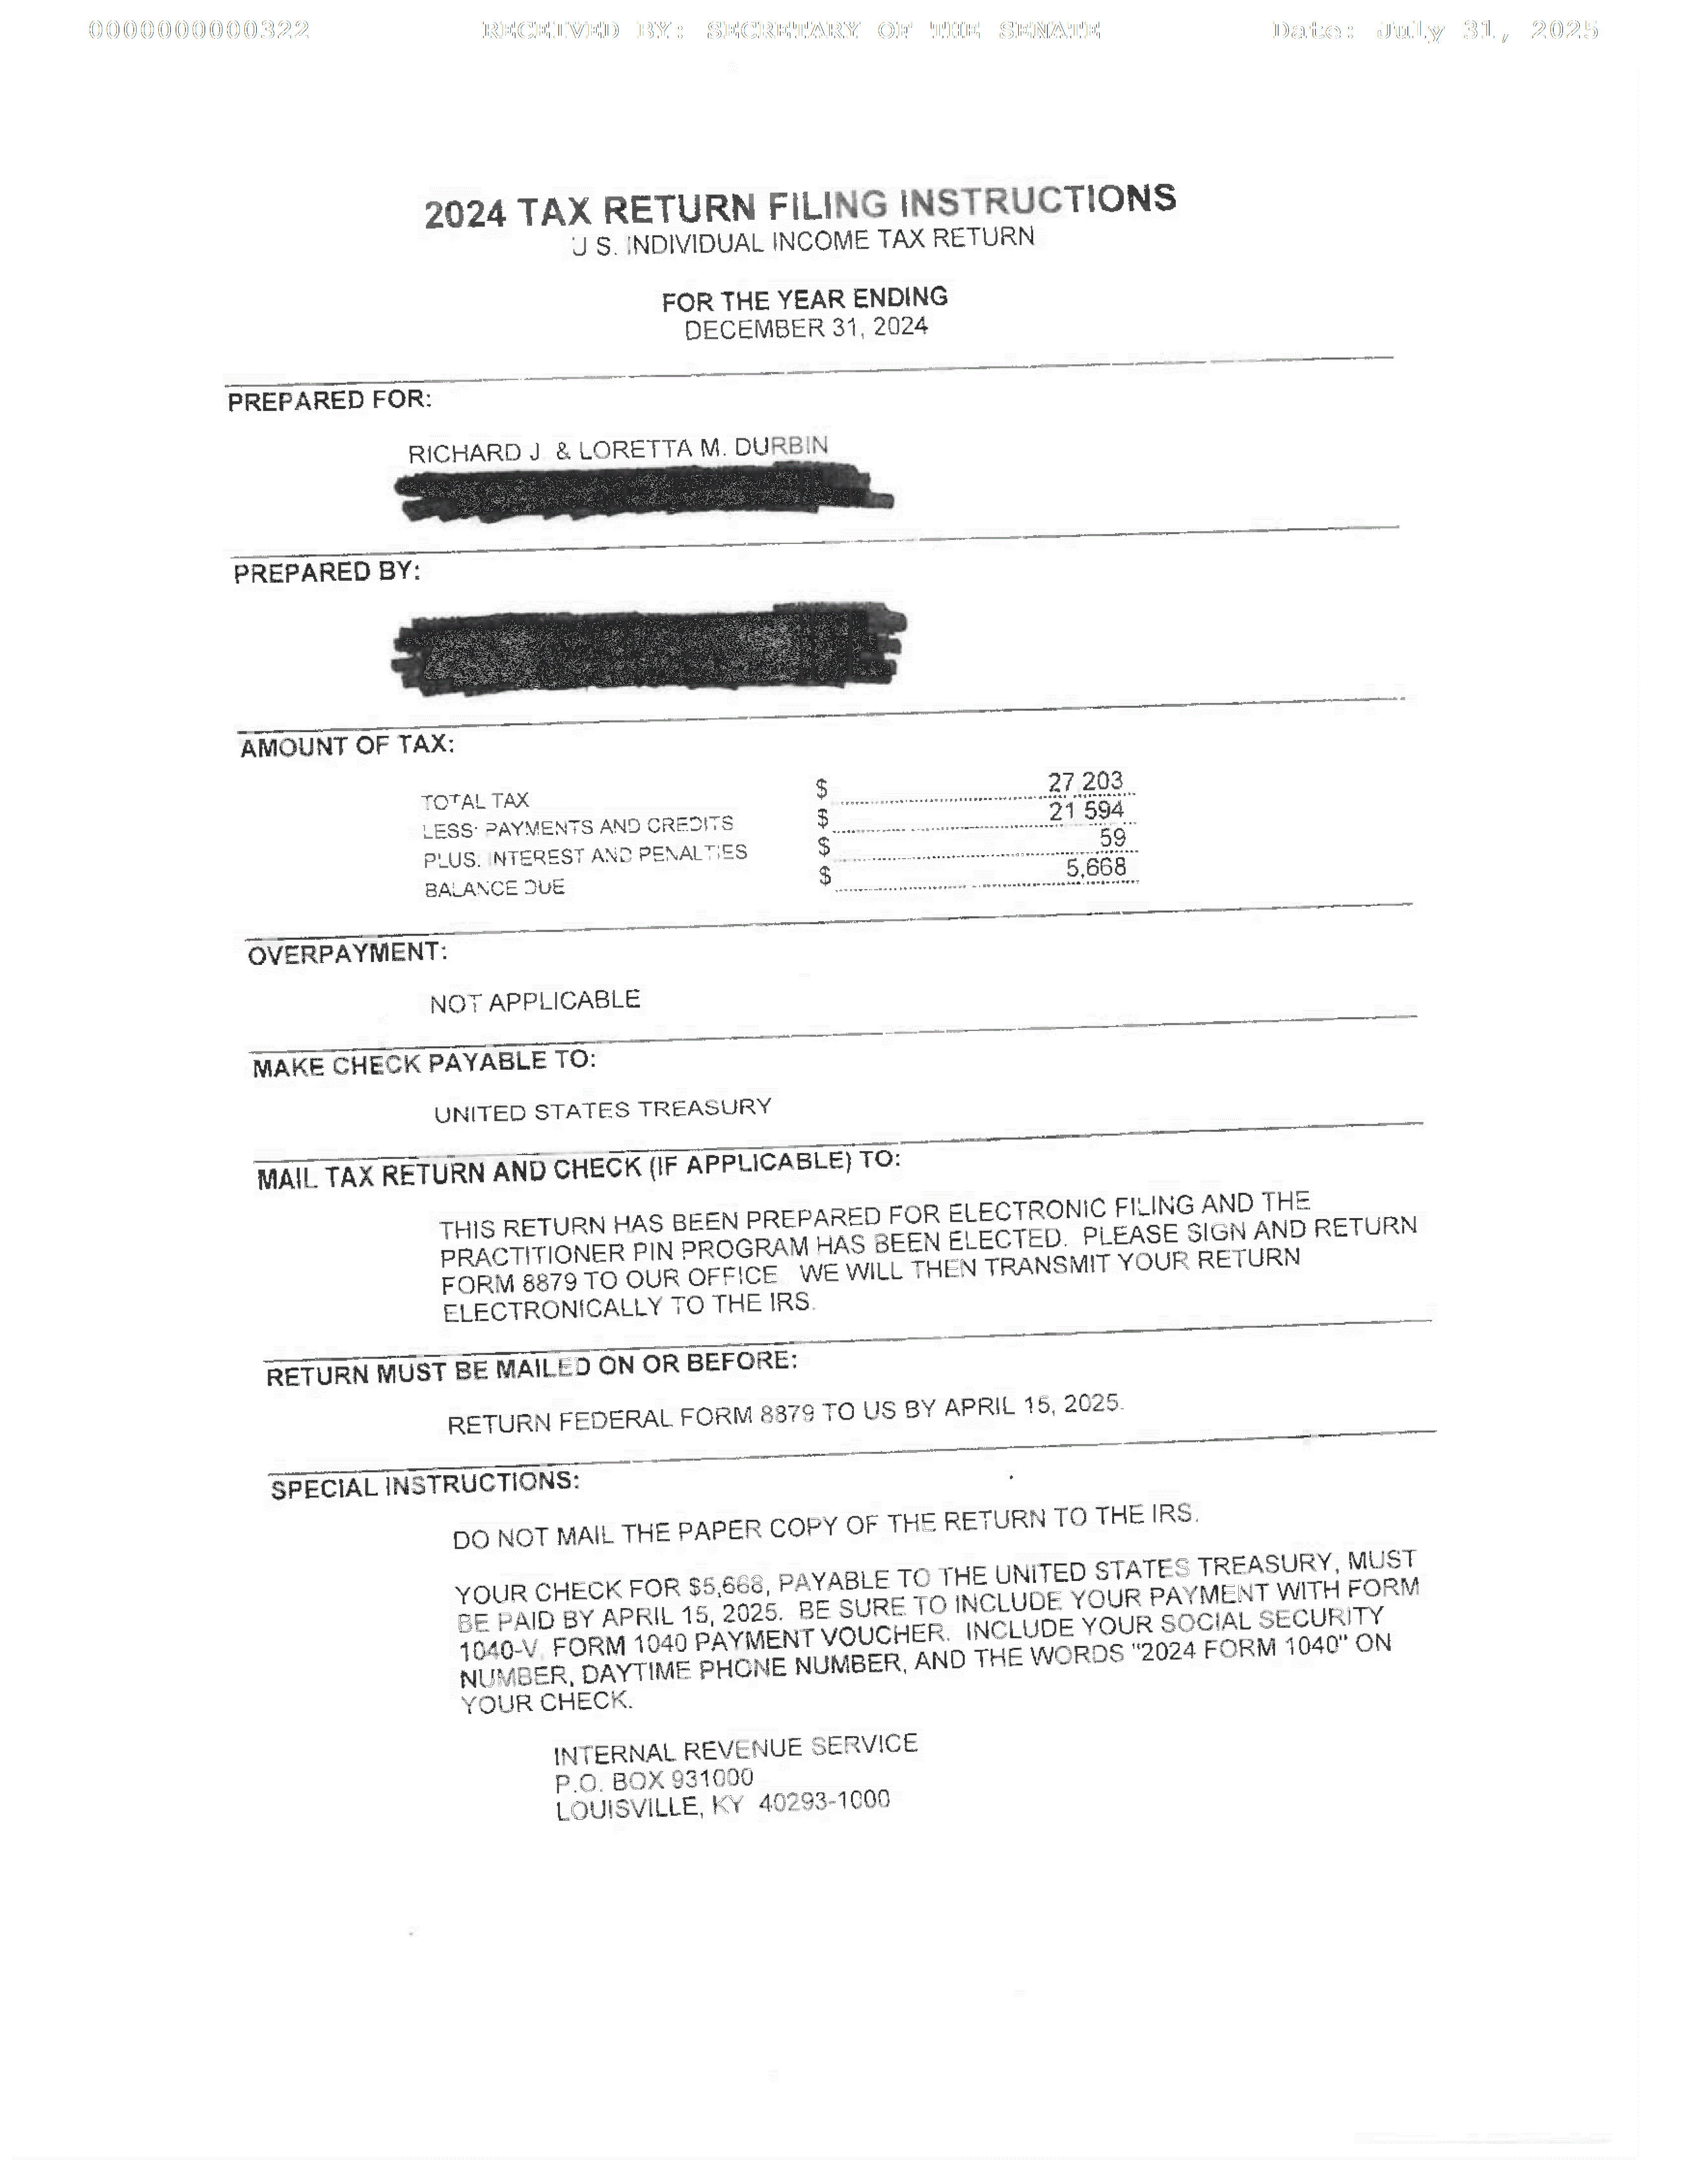 0000000000322 RECEIVED BY: SECRETARY OF THE SENATE Date: July 31, 2025
2024 TAX RETURN FILING INSTRUCTIONS
U S. INDIVIDUAL INCOME TAX RETURN
FOR THE YEAR ENDING
DECEMBER 31, 2024
PREPARED FOR:
RICHARD J & LORETTA M. DURBIN
PREPARED BY:
AMOUNT OF TAX:
TOTAL TAX $ 27 203
LESS: PAYMENTS AND CREDITS $ 21 594
PLUS: INTEREST AND PENALTIES $ 59
BALANCE DUE $ 5,668
OVERPAYMENT:
NOT APPLICABLE
MAKE CHECK PAYABLE TO:
UNITED STATES TREASURY
MAIL TAX RETURN AND CHECK (IF APPLICABLE) TO:
THIS RETURN HAS BEEN PREPARED FOR ELECTRONIC FILING AND THE
PRACTITIONER PIN PROGRAM HAS BEEN ELECTED. PLEASE SIGN AND RETURN
FORM 8879 TO OUR OFFICE WE WILL THEN TRANSMIT YOUR RETURN
ELECTRONICALLY TO THE IRS.
RETURN MUST BE MAILED ON OR BEFORE:
RETURN FEDERAL FORM 8879 TO US BY APRIL 15, 2025.
SPECIAL INSTRUCTIONS:
DO NOT MAIL THE PAPER COPY OF THE RETURN TO THE IRS.
YOUR CHECK FOR $5,668, PAYABLE TO THE UNITED STATES TREASURY, MUST
BE PAID BY APRIL 15, 2025. BE SURE TO INCLUDE YOUR PAYMENT WITH FORM
1040-V, FORM 1040 PAYMENT VOUCHER. INCLUDE YOUR SOCIAL SECURITY
NUMBER, DAYTIME PHONE NUMBER, AND THE WORDS "2024 FORM 1040" ON
YOUR CHECK.
INTERNAL REVENUE SERVICE
P.O. BOX 931000
LOUISVILLE, KY 40293-1000